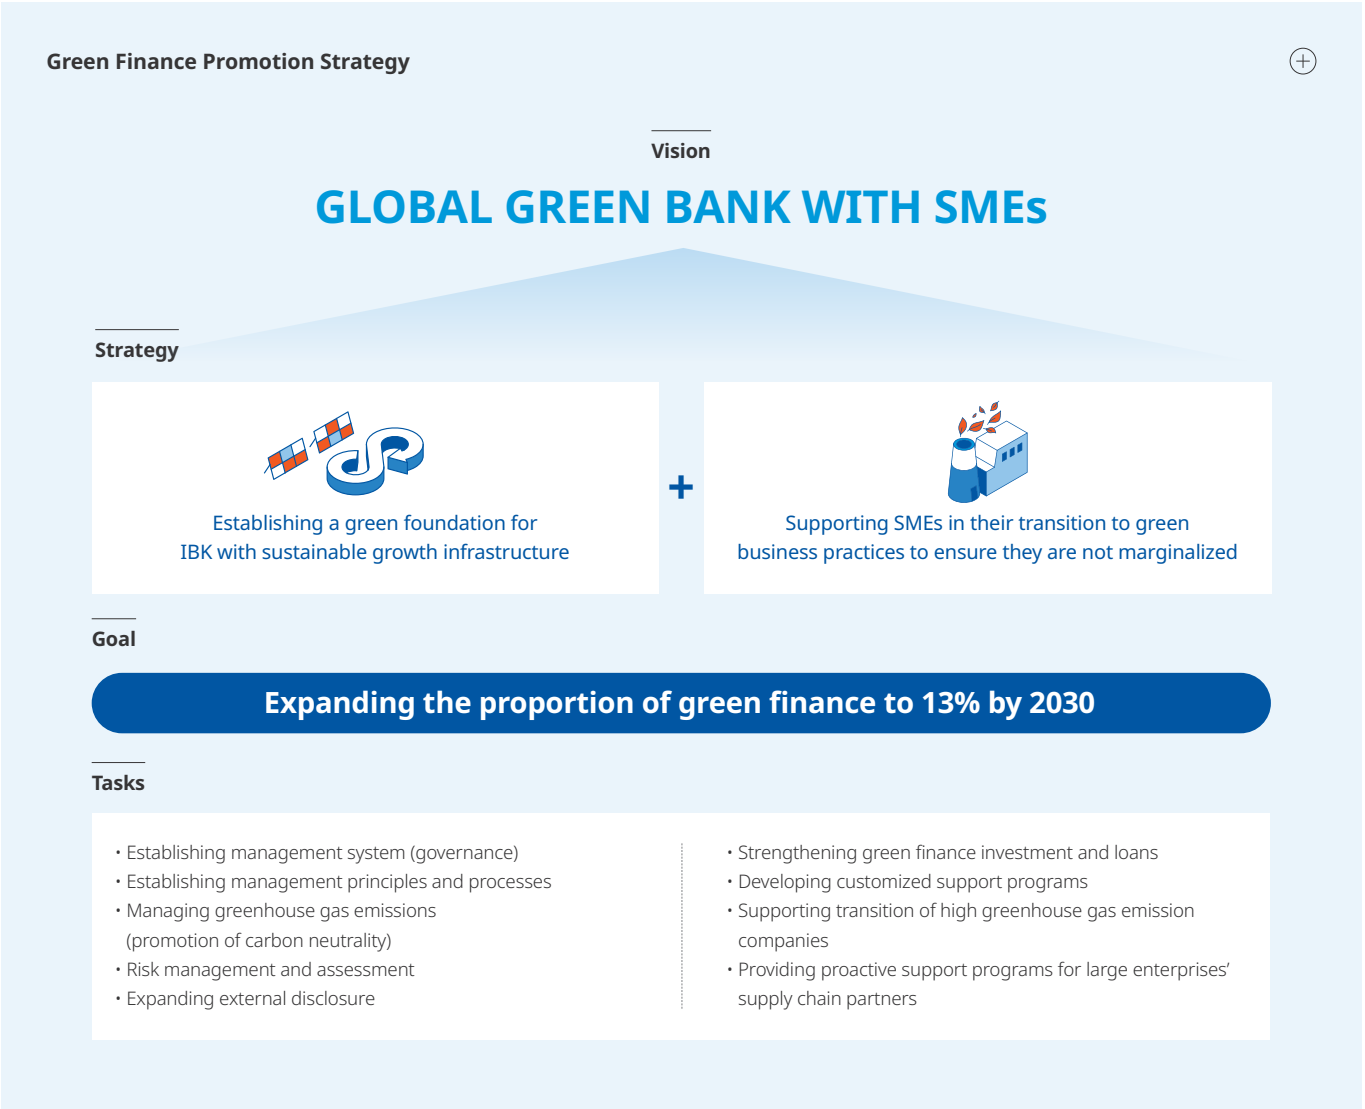 Green Finance Promotion Strategy
Vision
GLOBAL GREEN BANK WITH SMEs
Strategy
Establishing a green foundation for
IBK with sustainable growth infrastructure
+
Supporting SMEs in their transition to green
business practices to ensure they are not marginalized
Goal
Expanding the proportion of green finance to 13% by 2030
Tasks
• Establishing management system (governance)
• Establishing management principles and processes
• Managing greenhouse gas emissions
(promotion of carbon neutrality)
• Risk management and assessment
• Expanding external disclosure
• Strengthening green finance investment and loans
• Developing customized support programs
• Supporting transition of high greenhouse gas emission
companies
• Providing proactive support programs for large enterprises’
supply chain partners